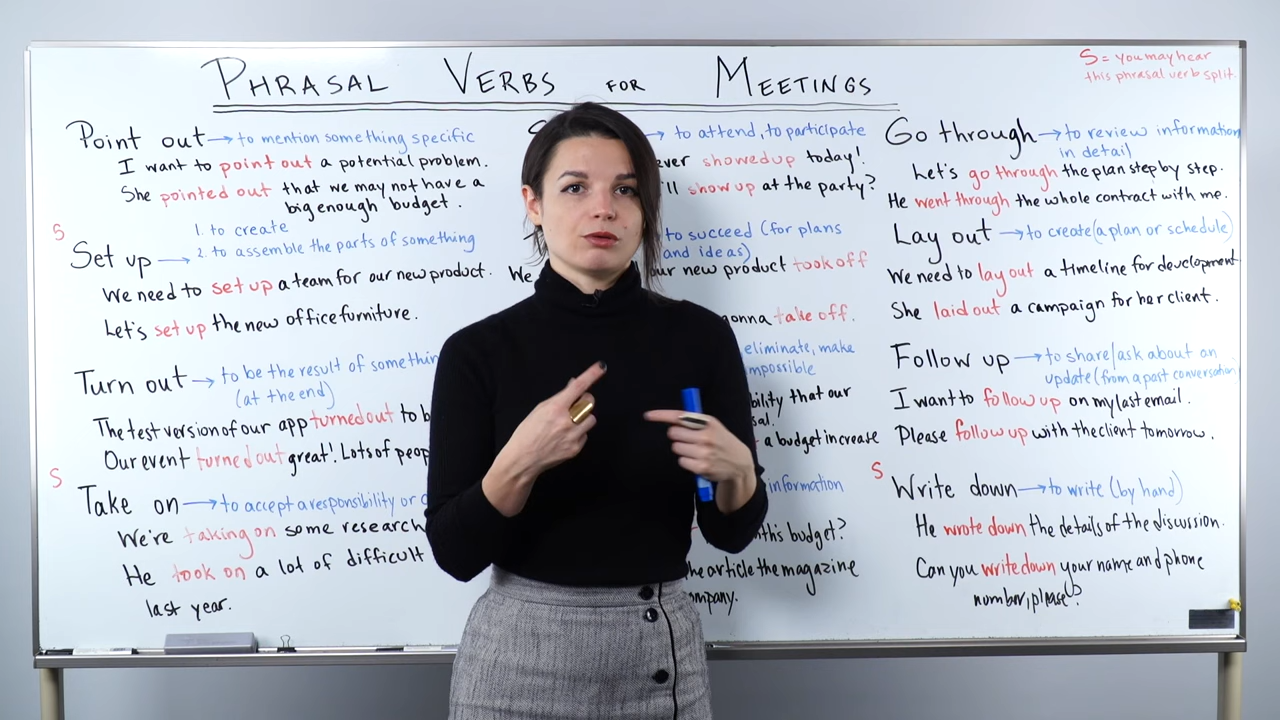 PHRASAL VERBS FOR MEETINGS
S = you may hear
this phrasal verb split.
Point out → to mention something specific
I want to point out a potential problem.
She pointed out that we may not have a
big enough budget.
S
1. to create
Set up → 2. to assemble the parts of something
We need to set up a team for our new product.
Let's set up the new office furniture.
Turn out → to be the result of something
(at the end)
The test version of our app turned out to b
Our event turned out great! Lots of peop
S
Take on → to accept a responsibility or
We're taking on some research
He took on a lot of difficult
last year.
→ to attend, to participate
ever showed up today!
'll show up at the party?
to succeed (for plans
and ideas)
We our new product took off
gonna take off.
eliminate, make
mpossible
bility that our
sal.
a budget increase
information
this budget?
he article the magazine
ompany.
Go through → to review information
in detail
Let's go through the plan step by step.
He went through the whole contract with me.
Lay out → to create (a plan or schedule)
We need to lay out a timeline for development
She laid out a campaign for her client.
Follow up → to share/ask about an
update (from a past conversation)
I want to follow up on my last email.
Please follow up with the client tomorrow.
S
Write down → to write (by hand)
He wrote down the details of the discussion.
Can you write down your name and phone
number, please?